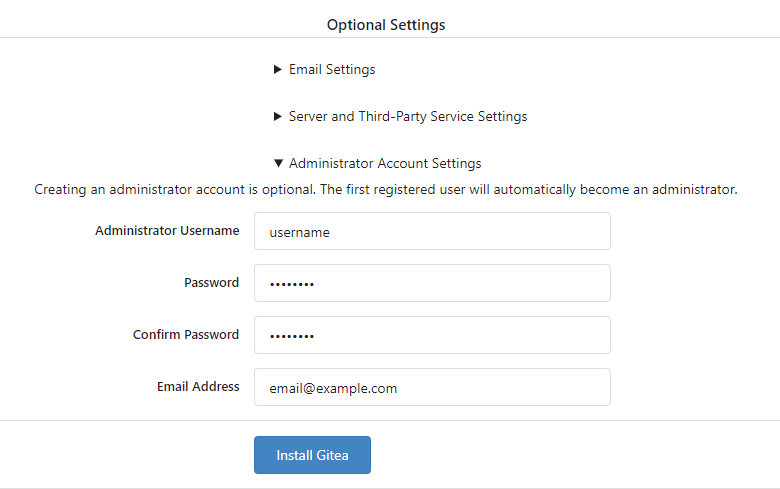 Optional Settings
Email Settings
Server and Third-Party Service Settings
Administrator Account Settings
Creating an administrator account is optional. The first registered user will automatically become an administrator.
Administrator Username username
Password ••••••••
Confirm Password ••••••••
Email Address email@example.com
Install Gitea